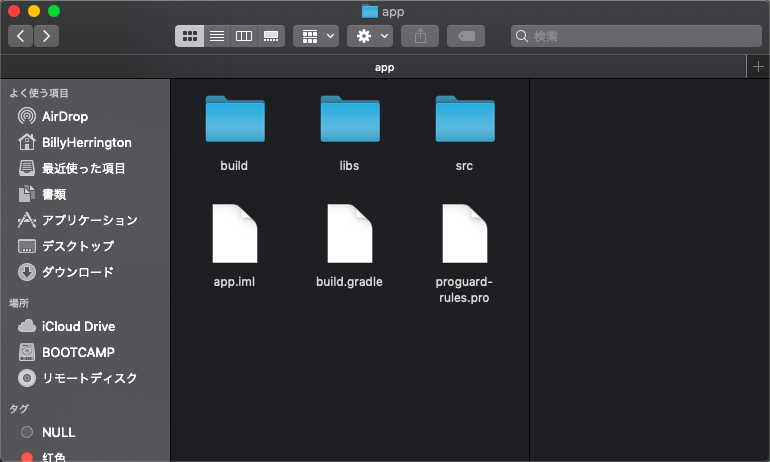 app
検索
app
よく使う項目
AirDrop
BillyHerrington
最近使った項目
書類
アプリケーション
デスクトップ
ダウンロード
場所
iCloud Drive
BOOTCAMP
リモートディスク
タグ
NULL
红色
build
libs
src
app.iml
build.gradle
proguard-
rules.pro